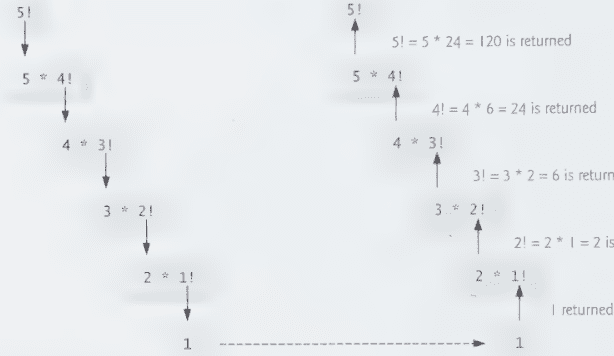 5!
5 * 4!
4 * 3!
3 * 2!
2 * 1!
1
5!
5! = 5 * 24 = 120 is returned
5 * 4!
4! = 4 * 6 = 24 is returned
4 * 3!
3! = 3 * 2 = 6 is return
3 * 2!
2! = 2 * 1 = 2 is
2 * 1!
1 returned
1